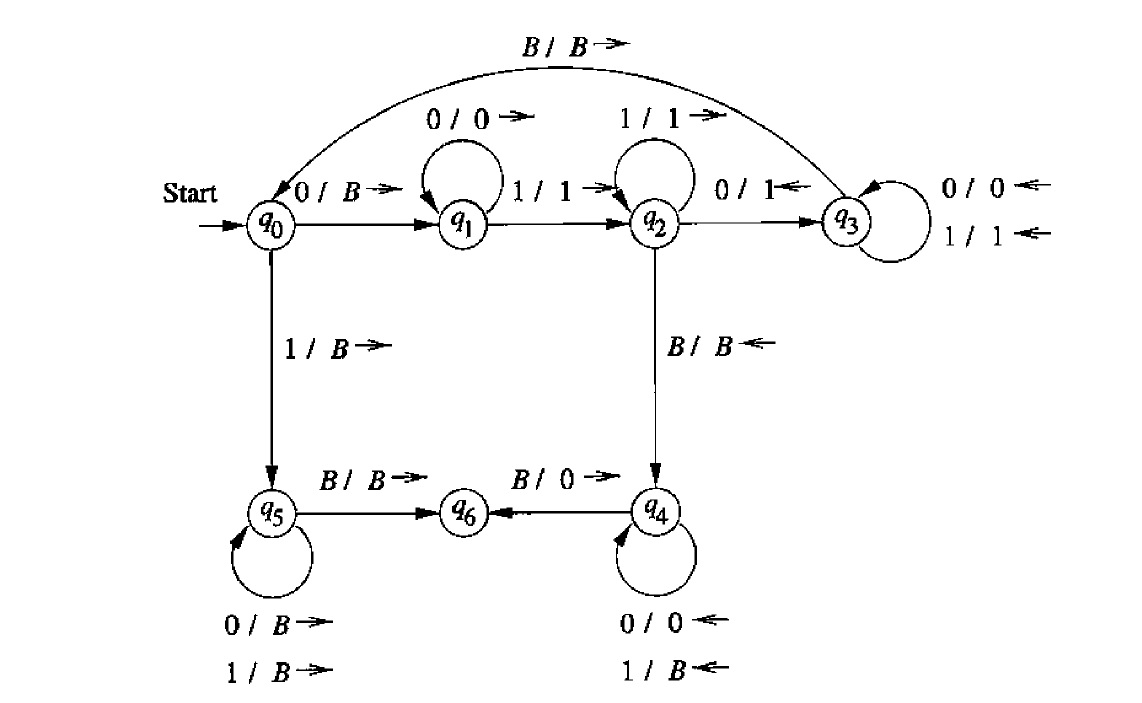 B / B →
0 / 0 → 1 / 1 →
Start 0 / B → 1 / 1 → 0 / 1 ← 0 / 0 ←
q0 q1 q2 q3 1 / 1 ←
1 / B → B / B ←
B / B → B / 0 →
q5 q6 q4
0 / B → 0 / 0 ←
1 / B → 1 / B ←